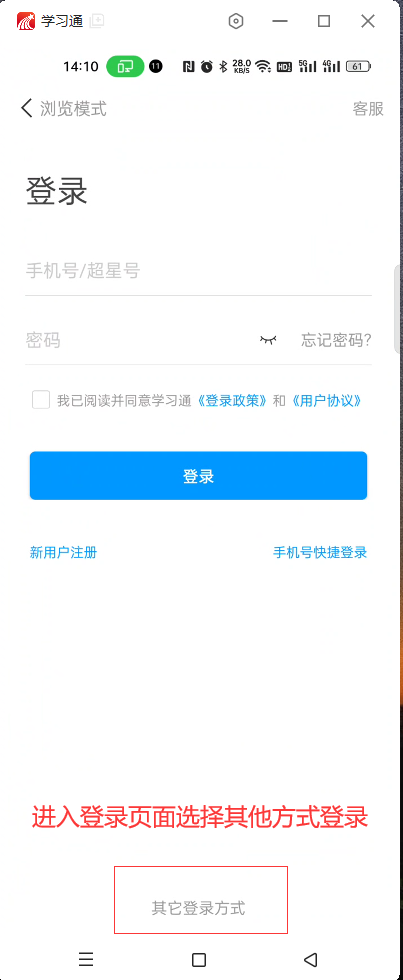 学习通
14:10
11
28.0
KB/S
HD
5G
4G
61
浏览模式
客服
登录
手机号/超星号
密码
忘记密码?
我已阅读并同意学习通《登录政策》和《用户协议》
登录
新用户注册
手机号快捷登录
进入登录页面选择其他方式登录
其它登录方式